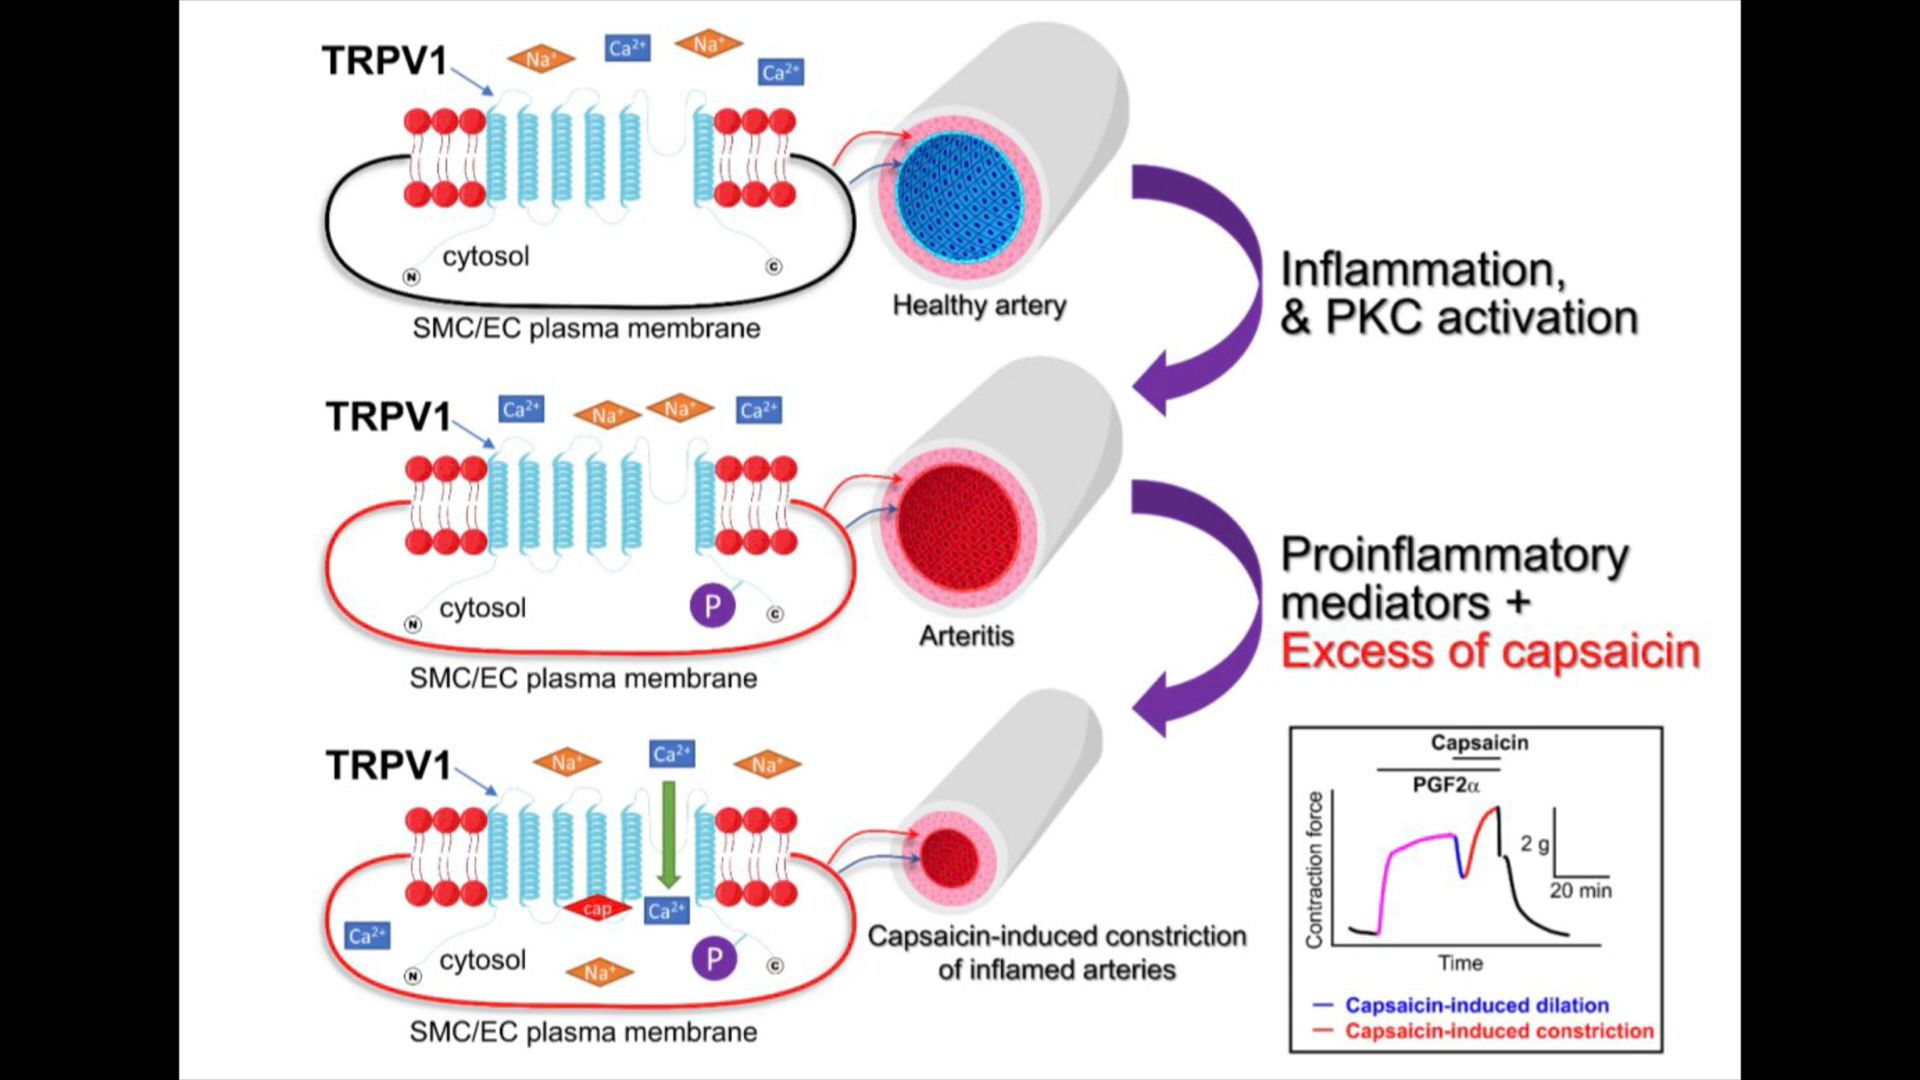 TRPV1
Na⁺
Ca²⁺
Na⁺
Ca²⁺
cytosol
N
C
SMC/EC plasma membrane
Healthy artery
Inflammation,
& PKC activation
TRPV1
Ca²⁺
Na⁺
Na⁺
Ca²⁺
cytosol
N
P
C
SMC/EC plasma membrane
Arteritis
Proinflammatory
mediators +
Excess of capsaicin
TRPV1
Na⁺
Ca²⁺
Na⁺
cap
Ca²⁺
Ca²⁺
cytosol
N
Na⁺
P
C
SMC/EC plasma membrane
Capsaicin-induced constriction
of inflamed arteries
Capsaicin
PGF2α
Contraction force
2 g
20 min
Time
Capsaicin-induced dilation
Capsaicin-induced constriction